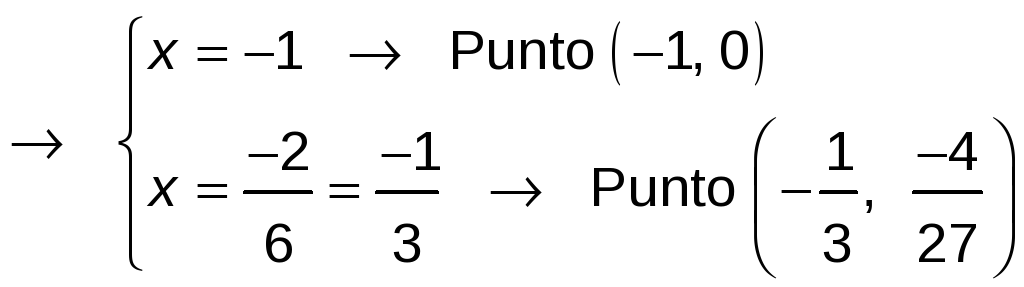 → { x = −1 → Punto (−1, 0)
x = −2/6 = −1/3 → Punto (−1/3, −4/27)